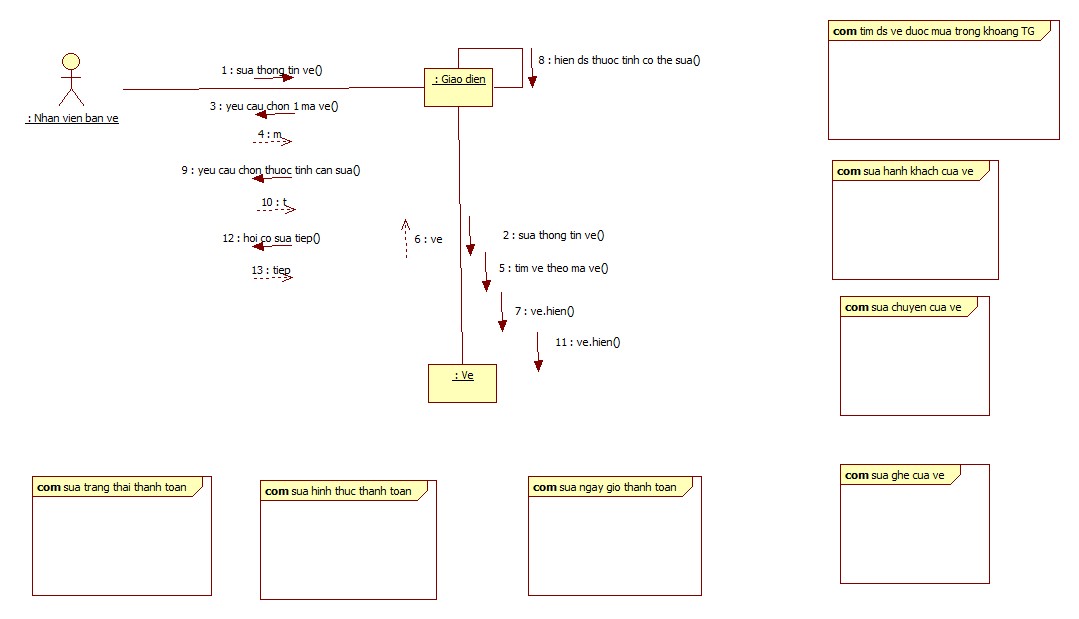 com tim ds ve duoc mua trong khoang TG
8 : hien ds thuoc tinh co the sua()
1 : sua thong tin ve()
: Giao dien
3 : yeu cau chon 1 ma ve()
: Nhan vien ban ve
4 : m
9 : yeu cau chon thuoc tinh can sua()
com sua hanh khach cua ve
10 : t
12 : hoi co sua tiep()
6 : ve
2 : sua thong tin ve()
13 : tiep
5 : tim ve theo ma ve()
com sua chuyen cua ve
7 : ve.hien()
11 : ve.hien()
: Ve
com sua ghe cua ve
com sua trang thai thanh toan
com sua hinh thuc thanh toan
com sua ngay gio thanh toan